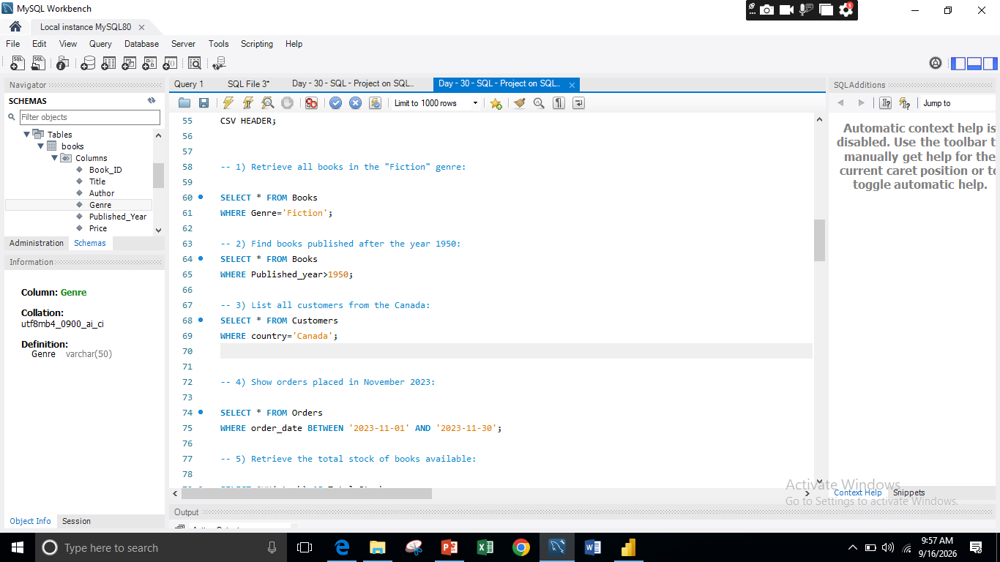 MySQL Workbench
5
Local instance MySQL80
File Edit View Query Database Server Tools Scripting Help
Navigator
SCHEMAS
Filter objects
Tables
books
Columns
Book_ID
Title
Author
Genre
Published_Year
Price
Administration Schemas
Information
Column: Genre
Collation:
utf8mb4_0900_ai_ci
Definition:
Genre varchar(50)
Object Info Session
Query 1 SQL File 3* Day - 30 - SQL - Project on SQL... Day - 30 - SQL - Project on SQL...
Limit to 1000 rows
55 CSV HEADER;
56
57
58 -- 1) Retrieve all books in the "Fiction" genre:
59
60 SELECT * FROM Books
61 WHERE Genre='Fiction';
62
63 -- 2) Find books published after the year 1950:
64 SELECT * FROM Books
65 WHERE Published_year>1950;
66
67 -- 3) List all customers from the Canada:
68 SELECT * FROM Customers
69 WHERE country='Canada';
70
71
72 -- 4) Show orders placed in November 2023:
73
74 SELECT * FROM Orders
75 WHERE order_date BETWEEN '2023-11-01' AND '2023-11-30';
76
77 -- 5) Retrieve the total stock of books available:
78
Output
SQLAdditions
Jump to
Automatic context help is
disabled. Use the toolbar t
manually get help for the
current caret position or to
toggle automatic help.
Context Help Snippets
Activate Windows
Go to Settings to activate Windows.
Type here to search
9:57 AM
9/16/2026